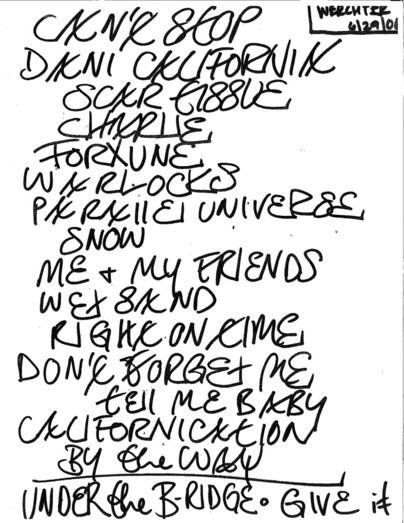 WERCHTER
6/29/06
CAN'T STOP
DANI CALIFORNIA
SCAR TISSUE
CHARLIE
FORTUNE
WARLOCKS
PARALLEL UNIVERSE
SNOW
ME + MY FRIENDS
WET SAND
RIGHT ON TIME
DON'T FORGET ME
tEll ME BABY
CALIFORNICATION
BY the WAY
UNDER the B-RIDGE • GIVE it